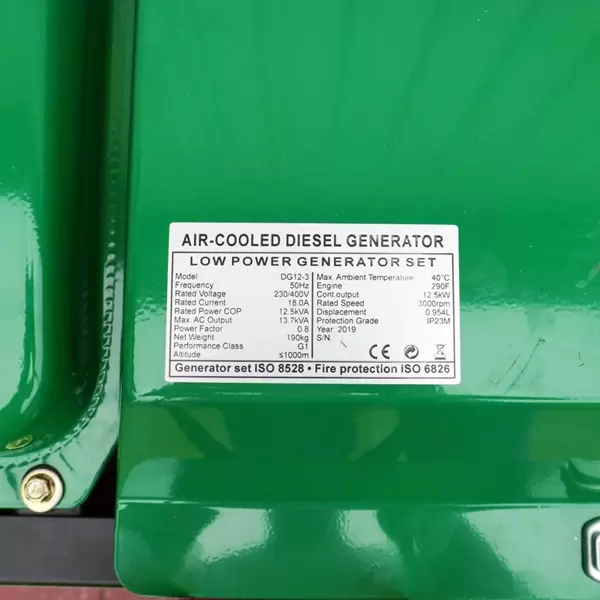 AIR-COOLED DIESEL GENERATOR
LOW POWER GENERATOR SET
Model DG12-3
Frequency 50Hz
Rated Voltage 230/400V
Rated Current 18.0A
Rated Power COP 12.5kVA
Max. AC Output 13.7kVA
Power Factor 0.8
Net Weight 190kg
Performance Class G1
Altitude ≤1000m
Max. Ambient Temperature 40°C
Engine 290F
Cont.output 12.5kW
Rated Speed 3000rpm
Displacement 0.954L
Protection Grade IP23M
Year: 2019
S/N
CE
Generator set ISO 8528 • Fire protection ISO 6826